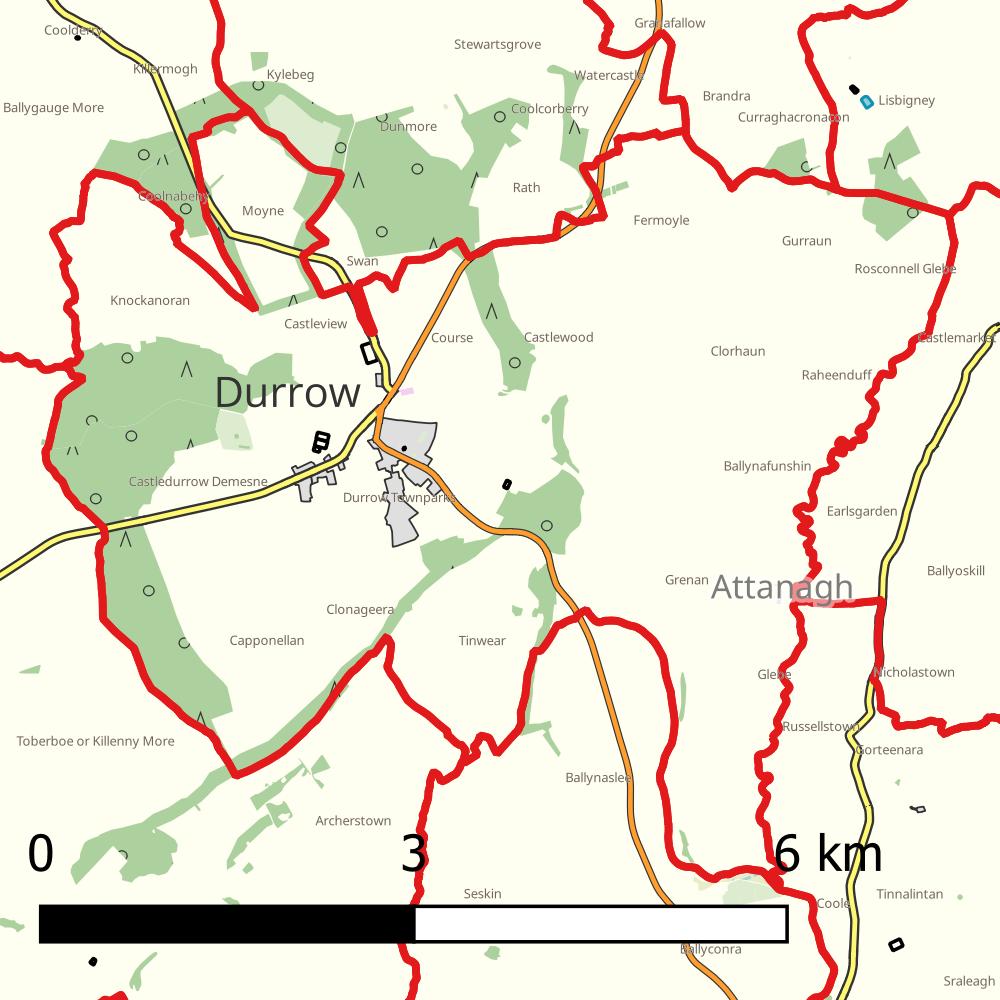 Granafallow
Coolderry
Stewartsgrove
Killermogh
Kylebeg
Watercastle
Ballygauge More
Coolcorberry
Brandra
Lisbigney
Curraghacronacon
Dunmore
Rath
Coolnabehy
Moyne
Fermoyle
Gurraun
Swan
Rosconnell Glebe
Knockanoran
Castleview
Course
Castlewood
Castlemarket
Clorhaun
Raheenduff
Durrow
Ballynafunshin
Castledurrow Demesne
Durrow Townparks
Earlsgarden
Ballyoskill
Grenan
Attanagh
Clonageera
Capponellan
Tinwear
Glebe
Nicholastown
Russellstown
Toberboe or Killenny More
Gorteenara
Ballynaslee
Archerstown
0 3 6 km
Seskin
Tinnalintan
Coole
Ballyconra
Sraleagh